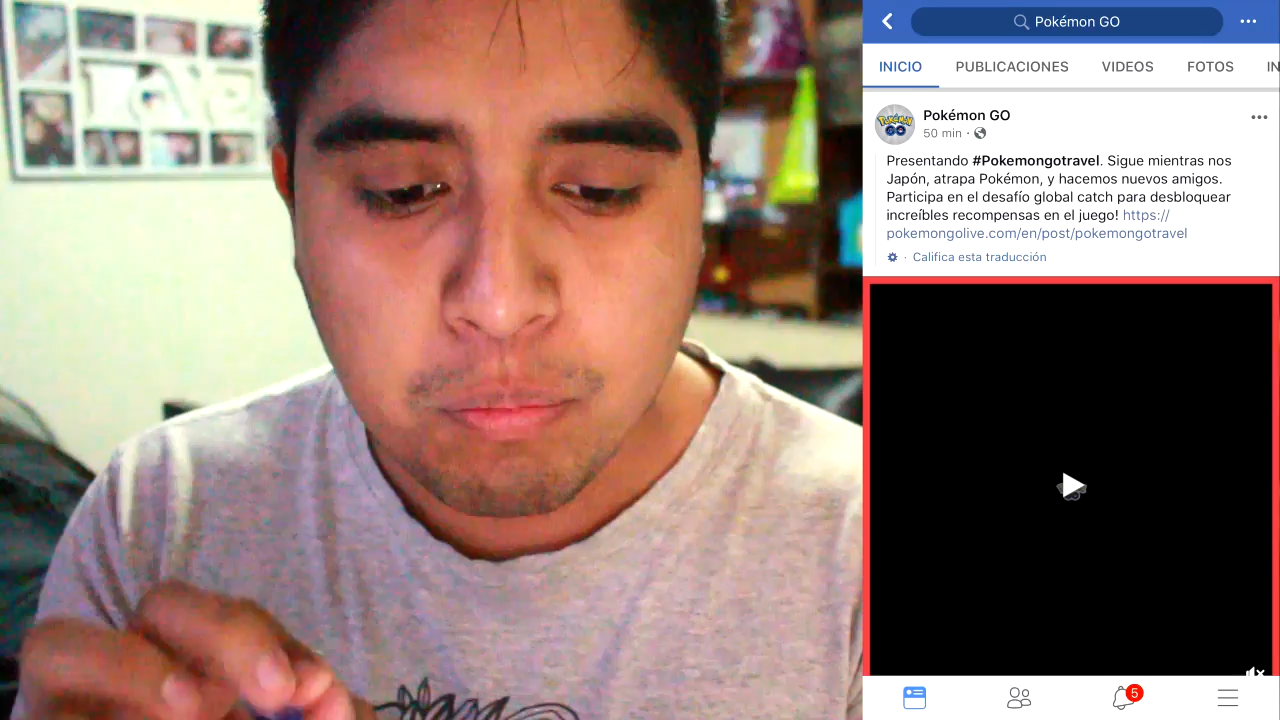 Love
Pokémon GO
INICIO PUBLICACIONES VIDEOS FOTOS IN
Pokémon GO
50 min ·
Presentando #Pokemongotravel. Sigue mientras nos
Japón, atrapa Pokémon, y hacemos nuevos amigos.
Participa en el desafío global catch para desbloquear
increíbles recompensas en el juego! https://
pokemongolive.com/en/post/pokemongotravel
· Califica esta traducción
5